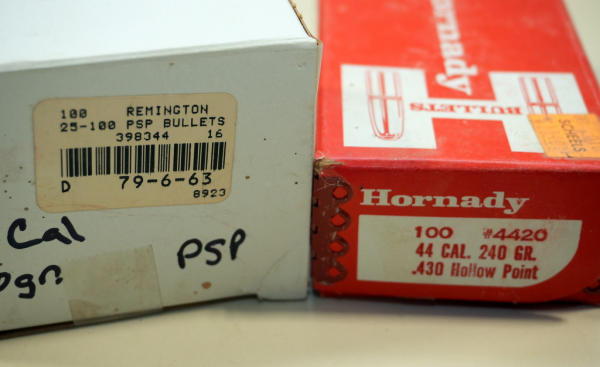 100 REMINGTON
25-100 PSP BULLETS
398344 16
D 79-6-63
8923
Cal
PSP
Hornady
BULLETS
SCHEELS
Hornady
100 #4420
44 CAL. 240 GR.
.430 Hollow Point